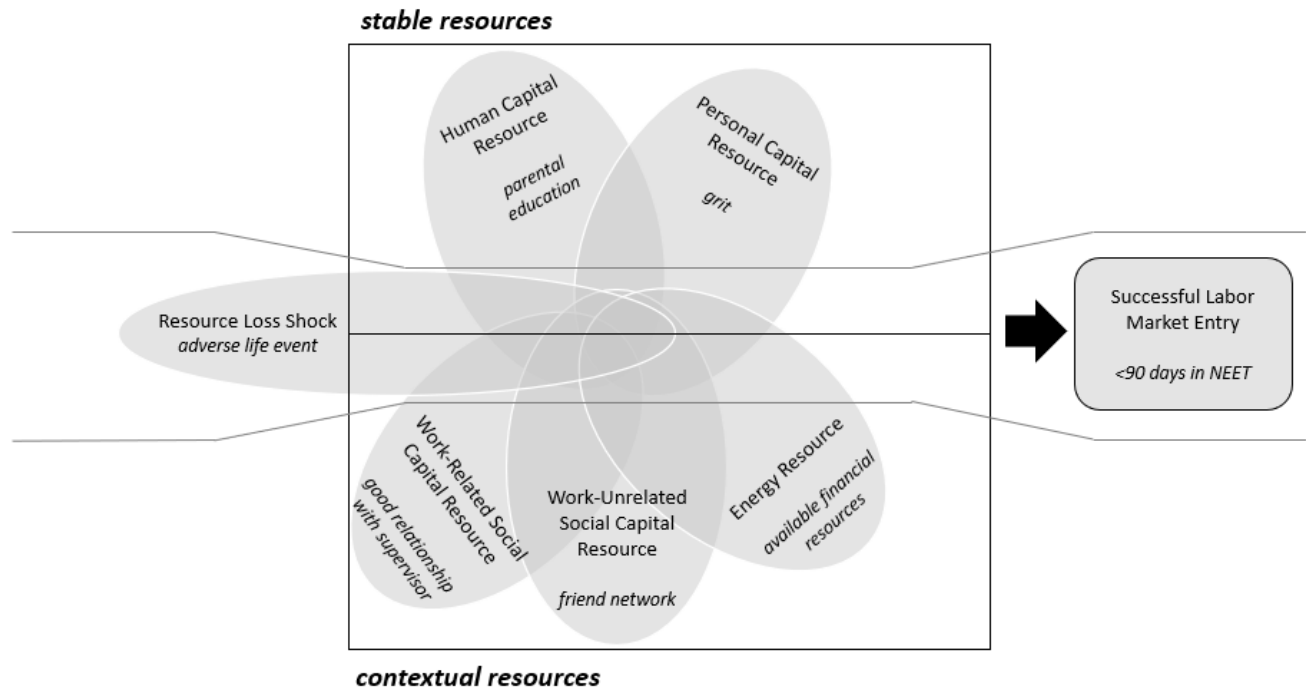 stable resources
Human Capital
Resource
parental
education
Personal Capital
Resource
grit
Resource Loss Shock
adverse life event
Successful Labor
Market Entry
<90 days in NEET
Work-Related Social
Capital Resource
good relationship
with supervisor
Work-Unrelated
Social Capital
Resource
friend network
Energy Resource
available financial
resources
contextual resources